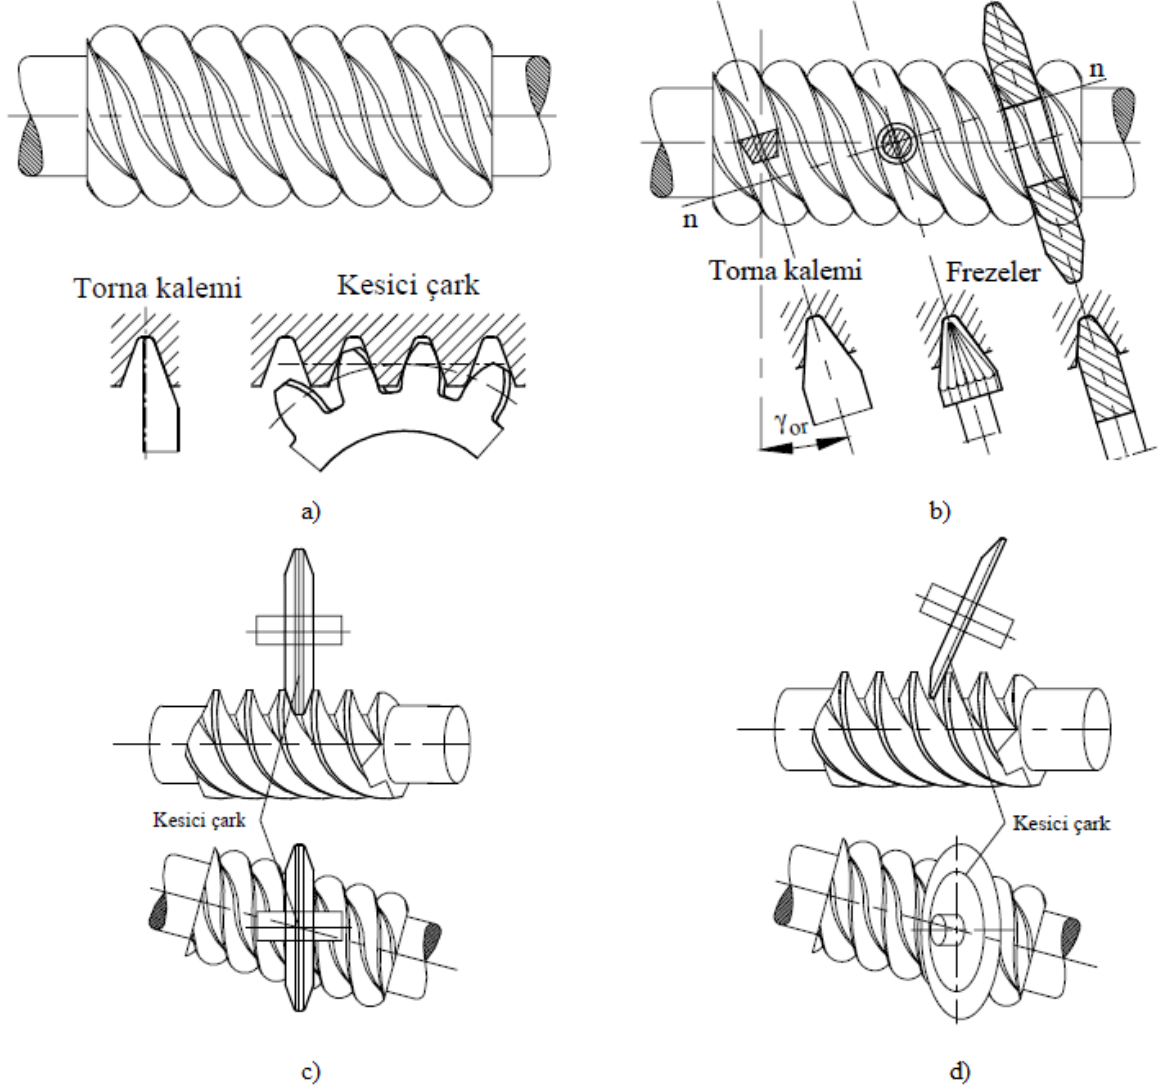 n
n
Torna kalemi
Kesici çark
Torna kalemi
Frezeler
γor
a)
b)
Kesici çark
Kesici çark
c)
d)